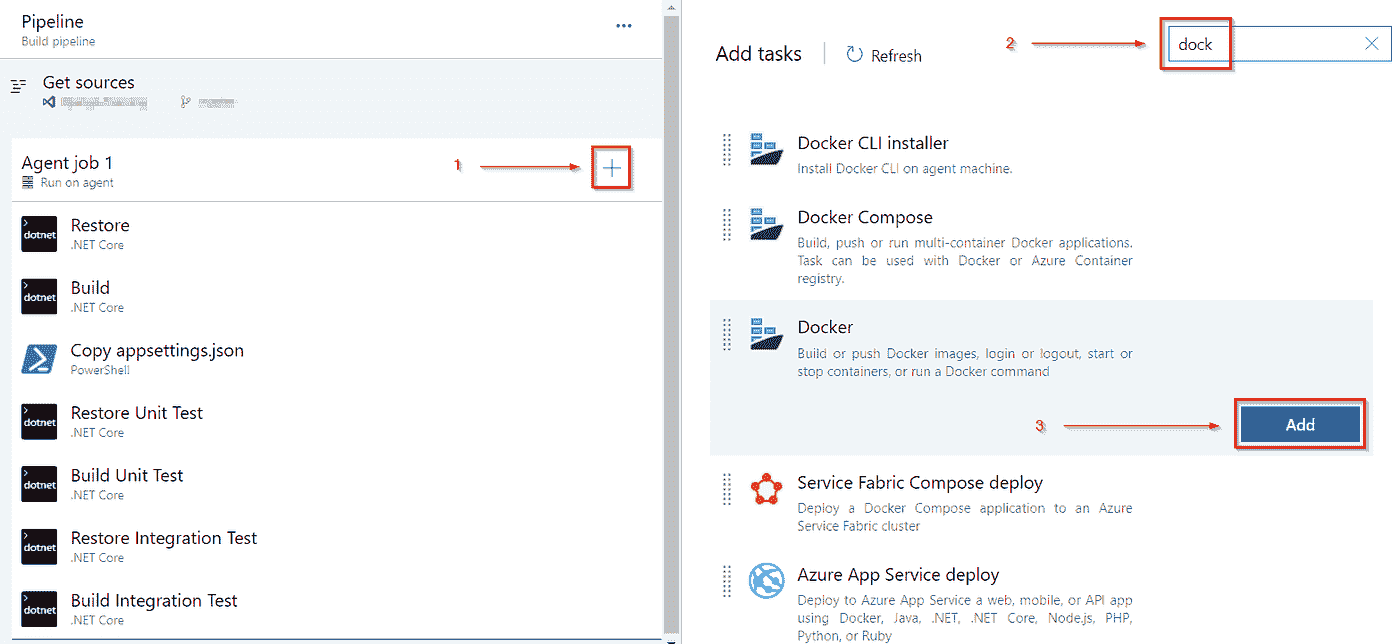 Pipeline
...
Build pipeline
Get sources
Agent job 1
Run on agent
1
dotnet
Restore
.NET Core
dotnet
Build
.NET Core
Copy appsettings.json
PowerShell
dotnet
Restore Unit Test
.NET Core
dotnet
Build Unit Test
.NET Core
dotnet
Restore Integration Test
.NET Core
dotnet
Build Integration Test
.NET Core
Add tasks
Refresh
2
dock
Docker CLI installer
Install Docker CLI on agent machine.
Docker Compose
Build, push or run multi-container Docker applications.
Task can be used with Docker or Azure Container
registry.
Docker
Build or push Docker images, login or logout, start or
stop containers, or run a Docker command
3
Add
Service Fabric Compose deploy
Deploy a Docker Compose application to an Azure
Service Fabric cluster
Azure App Service deploy
Deploy to Azure App Service a web, mobile, or API app
using Docker, Java, .NET, .NET Core, Node.js, PHP,
Python, or Ruby